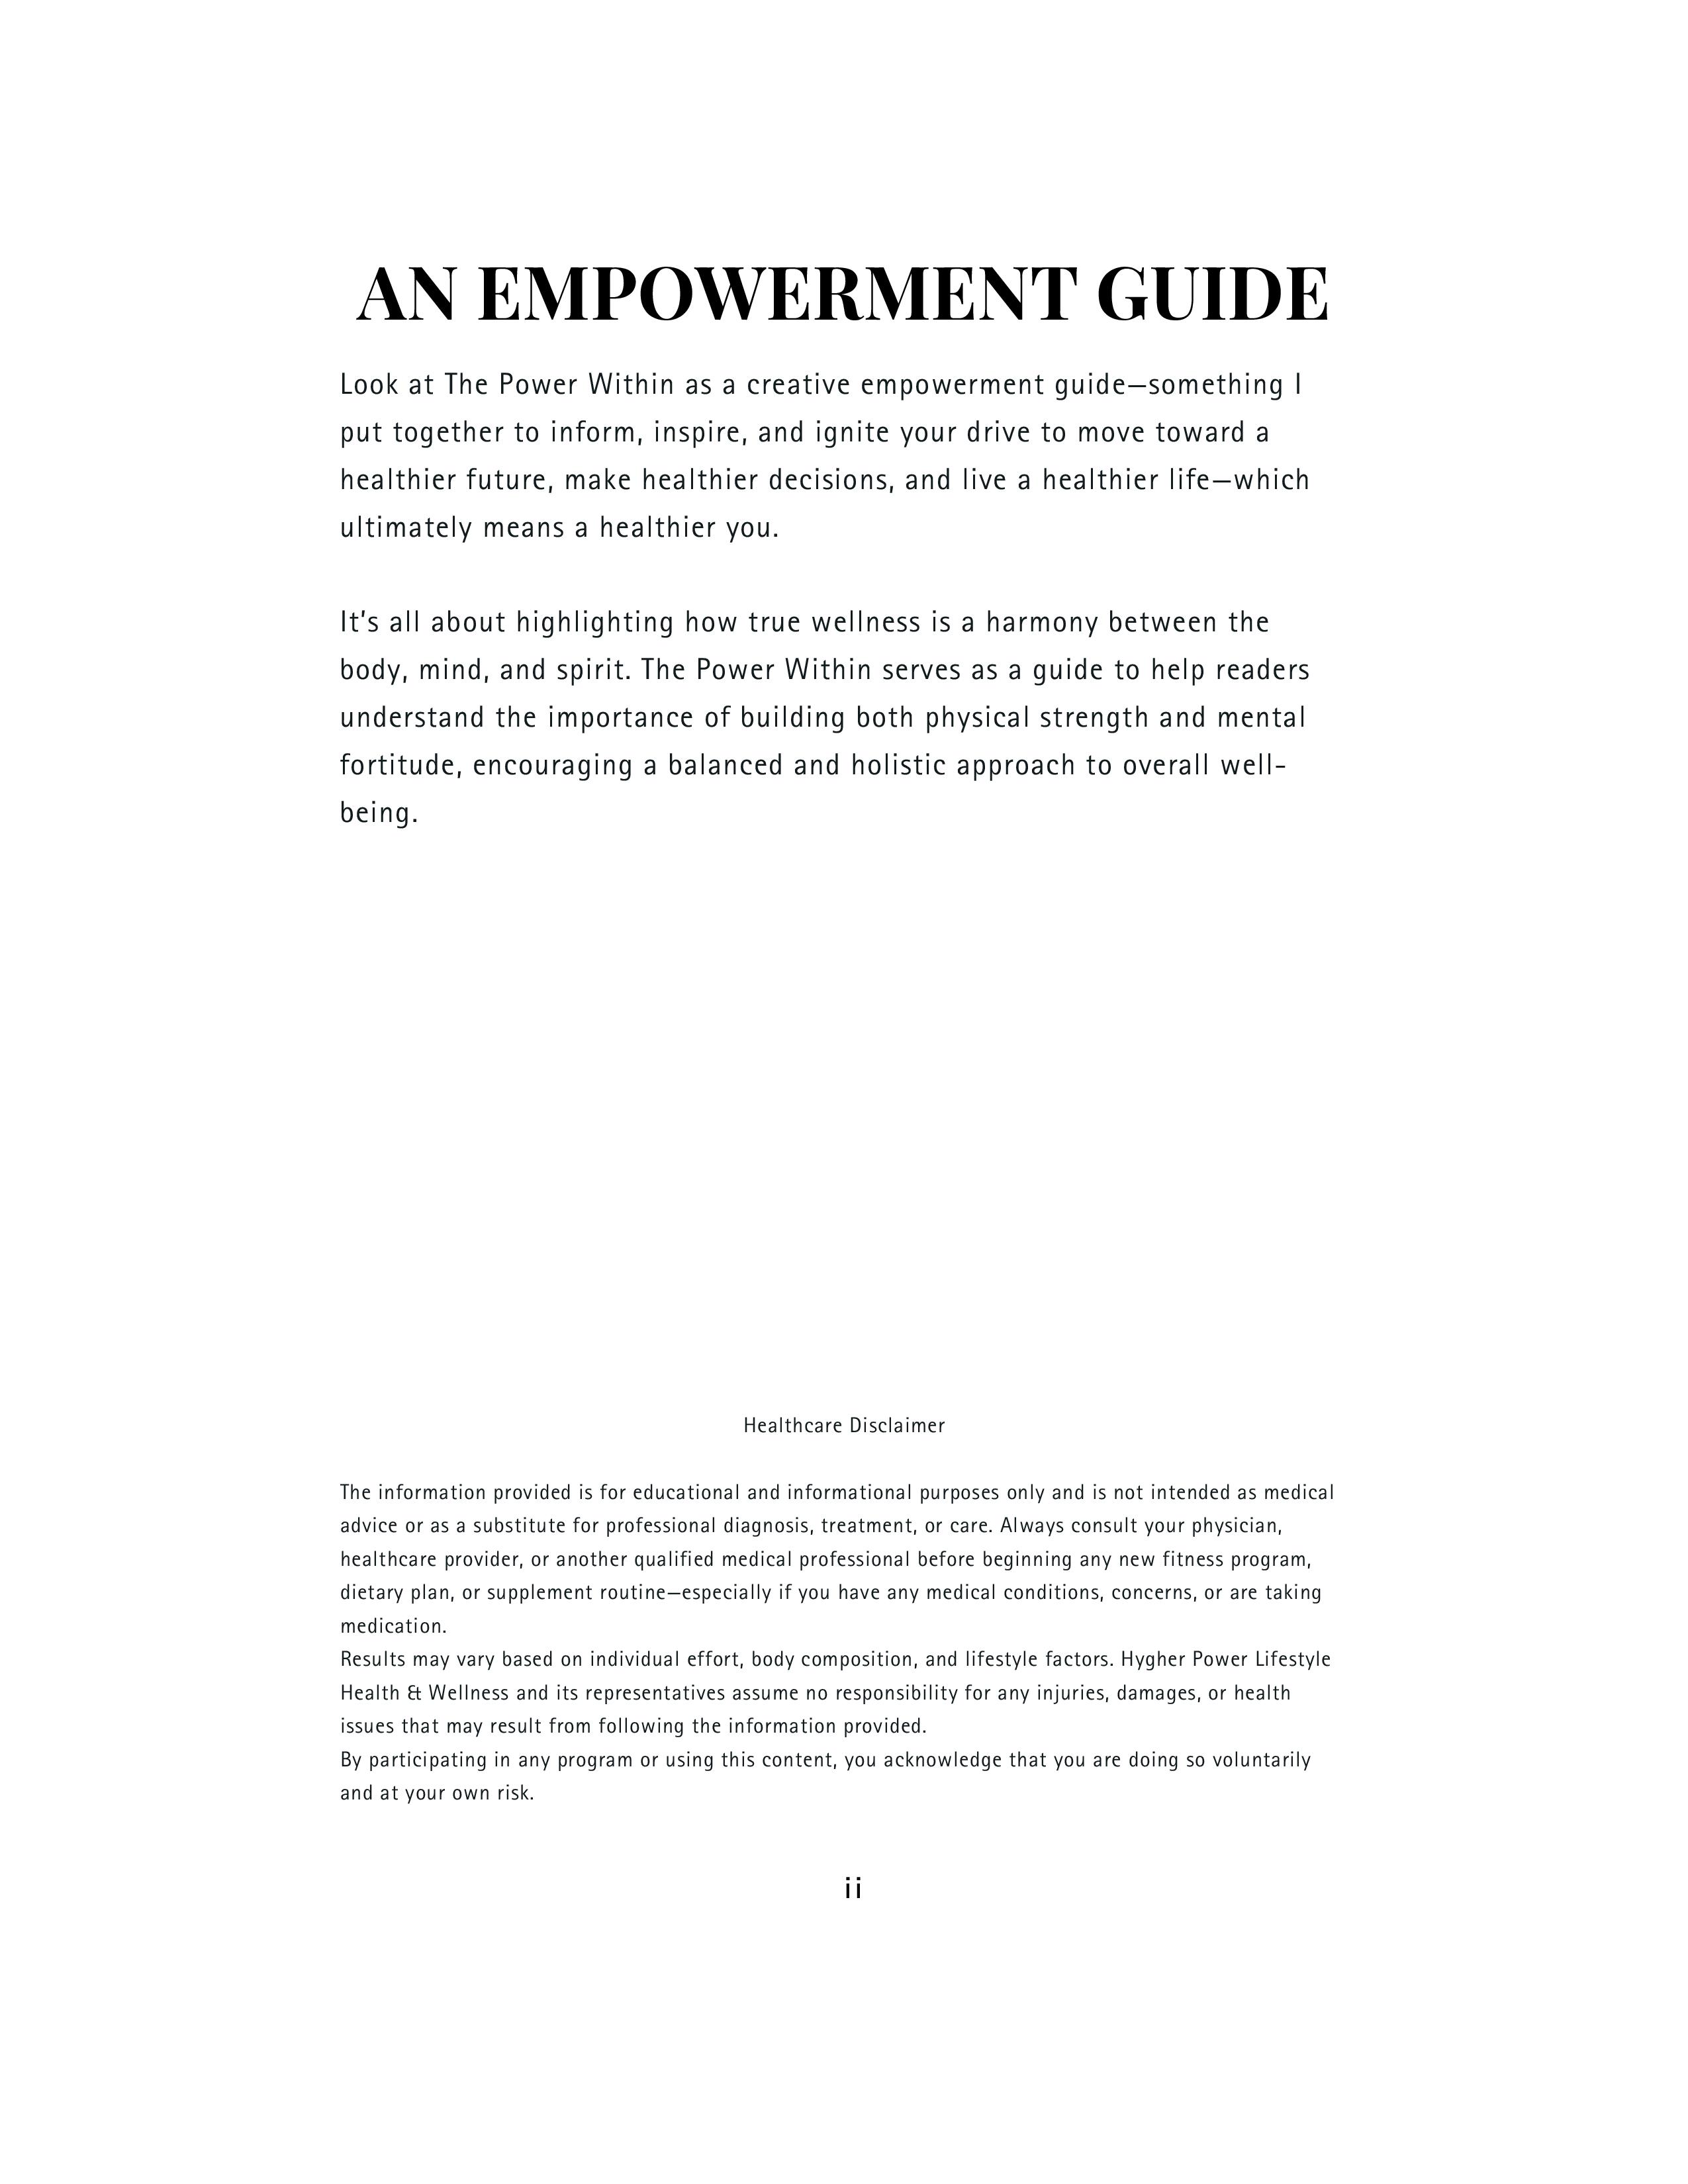 AN EMPOWERMENT GUIDE
Look at The Power Within as a creative empowerment guide—something I
put together to inform, inspire, and ignite your drive to move toward a
healthier future, make healthier decisions, and live a healthier life—which
ultimately means a healthier you.
It’s all about highlighting how true wellness is a harmony between the
body, mind, and spirit. The Power Within serves as a guide to help readers
understand the importance of building both physical strength and mental
fortitude, encouraging a balanced and holistic approach to overall well-
being.
Healthcare Disclaimer
The information provided is for educational and informational purposes only and is not intended as medical
advice or as a substitute for professional diagnosis, treatment, or care. Always consult your physician,
healthcare provider, or another qualified medical professional before beginning any new fitness program,
dietary plan, or supplement routine—especially if you have any medical conditions, concerns, or are taking
medication.
Results may vary based on individual effort, body composition, and lifestyle factors. Hygher Power Lifestyle
Health & Wellness and its representatives assume no responsibility for any injuries, damages, or health
issues that may result from following the information provided.
By participating in any program or using this content, you acknowledge that you are doing so voluntarily
and at your own risk.
ii